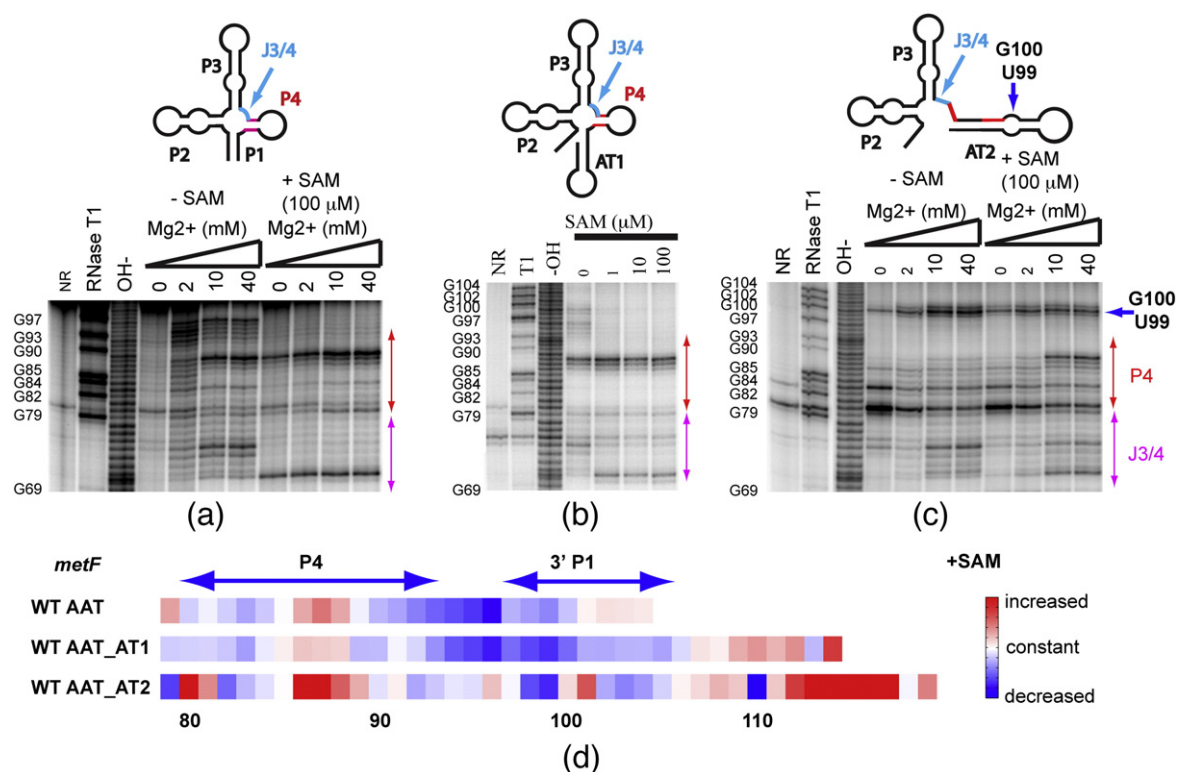 P3
J3/4
P4
P2
P1
- SAM
+ SAM
(100 μM)
Mg2+ (mM)
Mg2+ (mM)
NR
RNase T1
OH-
0
2
10
40
0
2
10
40
G97
G93
G90
G85
G84
G82
G79
G69
(a)
P3
J3/4
P4
P2
AT1
SAM (μM)
NR
T1
-OH
0
1
10
100
G104
G102
G100
G97
G93
G90
G85
G84
G82
G79
G69
(b)
P3
J3/4
G100
U99
P2
AT2
- SAM
+ SAM
(100 μM)
Mg2+ (mM)
Mg2+ (mM)
NR
RNase T1
OH-
0
2
10
40
0
2
10
40
G104
G102
G100
G97
G93
G90
G85
G84
G82
G79
G69
G100
U99
P4
J3/4
(c)
metF
P4
3' P1
+SAM
WT AAT
WT AAT_AT1
WT AAT_AT2
80
90
100
110
increased
constant
decreased
(d)